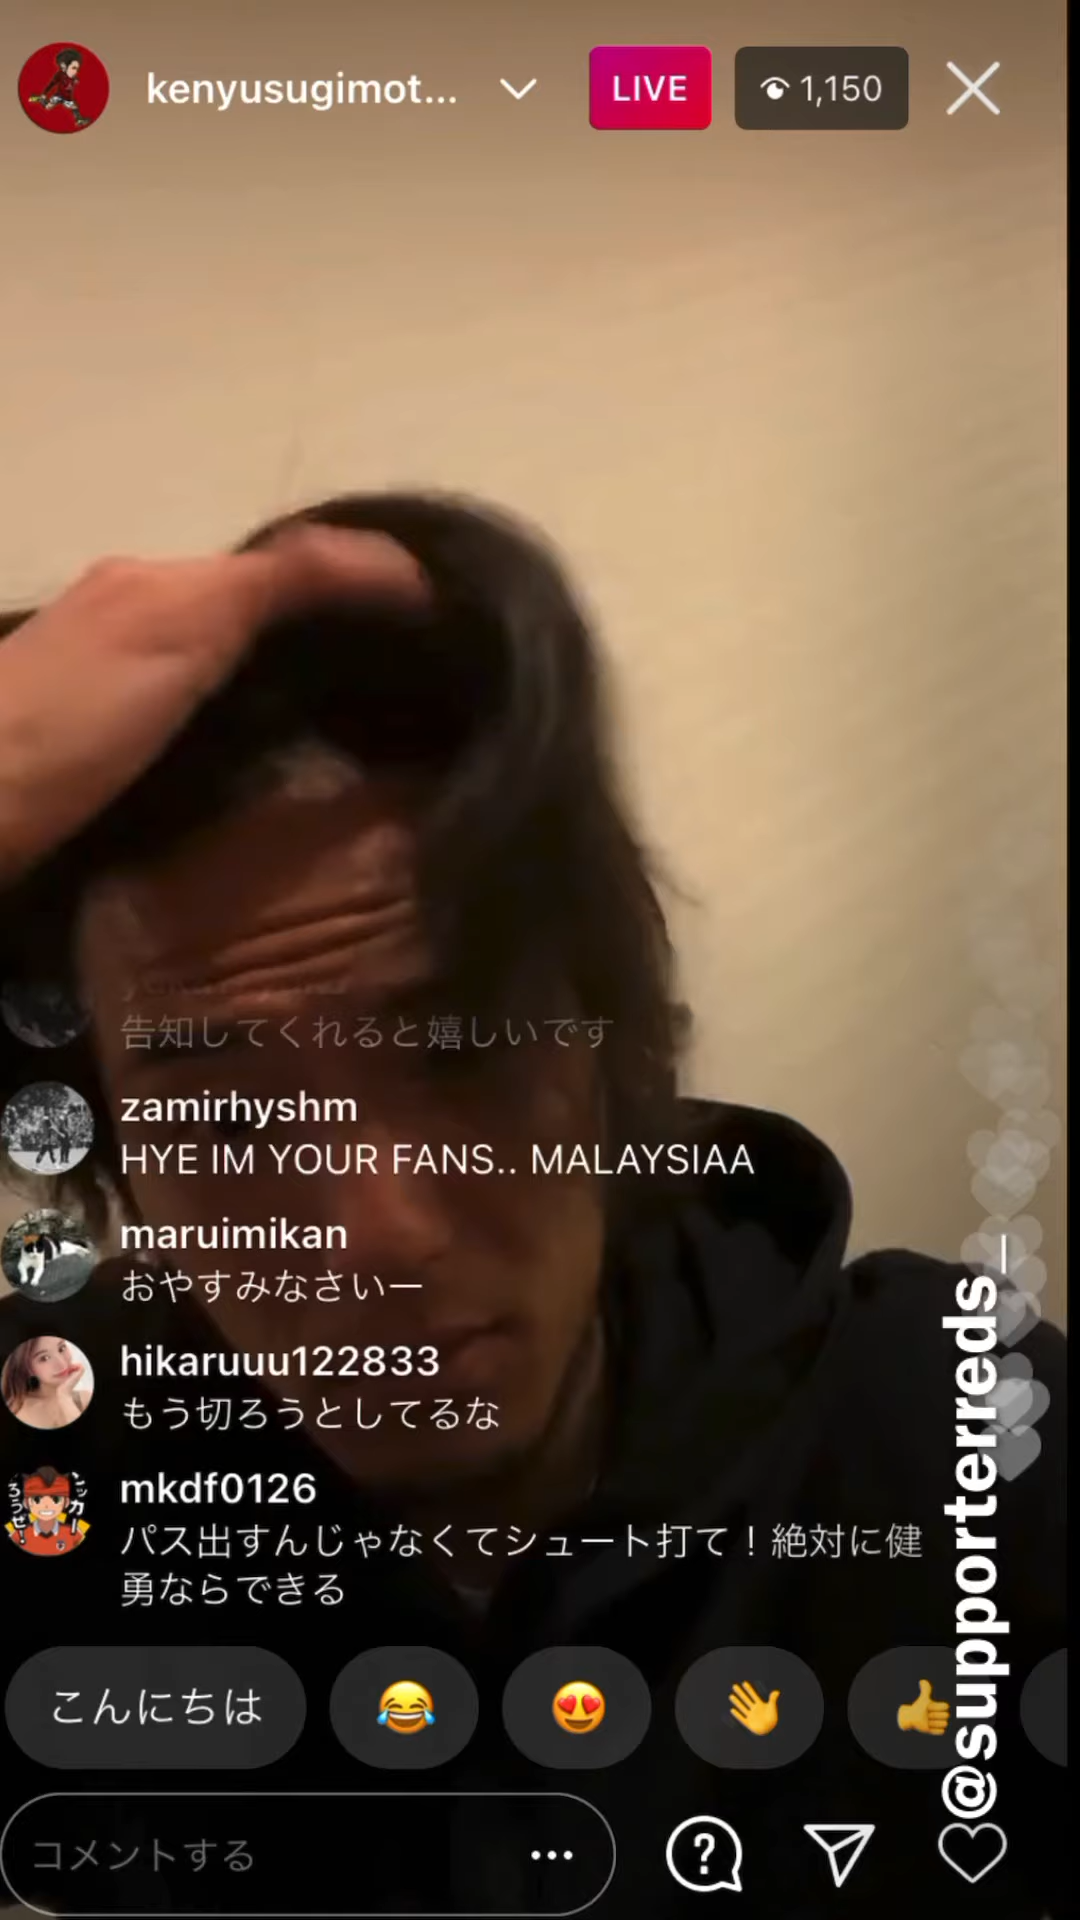 kenyusugimot...
LIVE
1,150
告知してくれると嬉しいです
zamirhyshm
HYE IM YOUR FANS.. MALAYSIAA
maruimikan
おやすみなさいー
hikaruuu122833
もう切ろうとしてるな
mkdf0126
パス出すんじゃなくてシュート打て！絶対に健
勇ならできる
こんにちは
コメントする
@supporterreds_